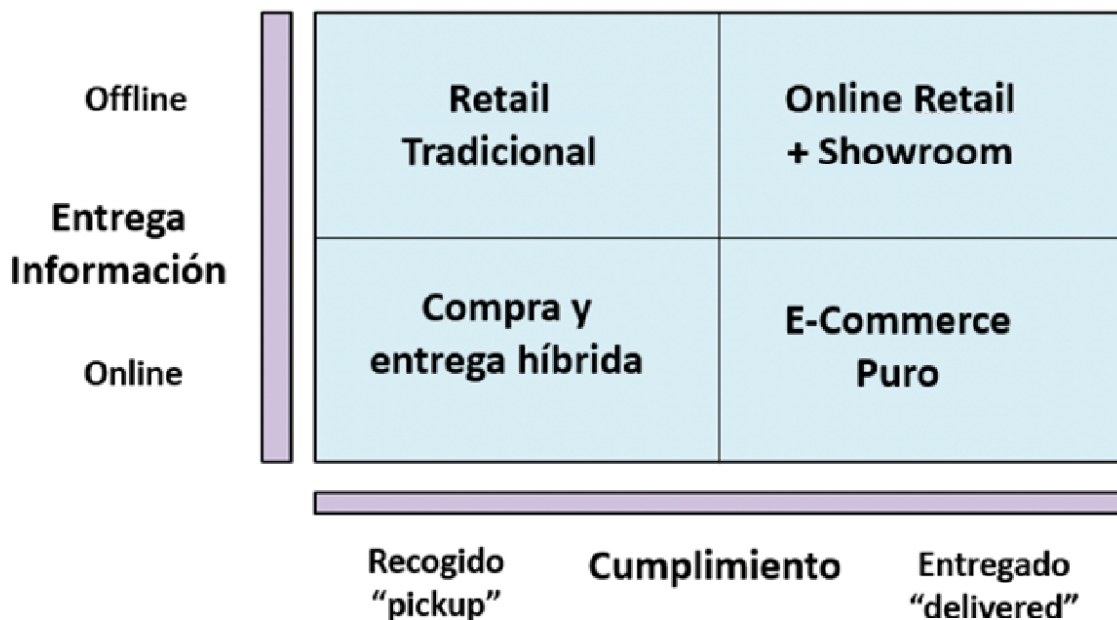 Offline
Retail
Tradicional
Online Retail
+ Showroom
Entrega
Información
Compra y
entrega híbrida
E-Commerce
Puro
Online
Recogido
“pickup”
Cumplimiento
Entregado
“delivered”